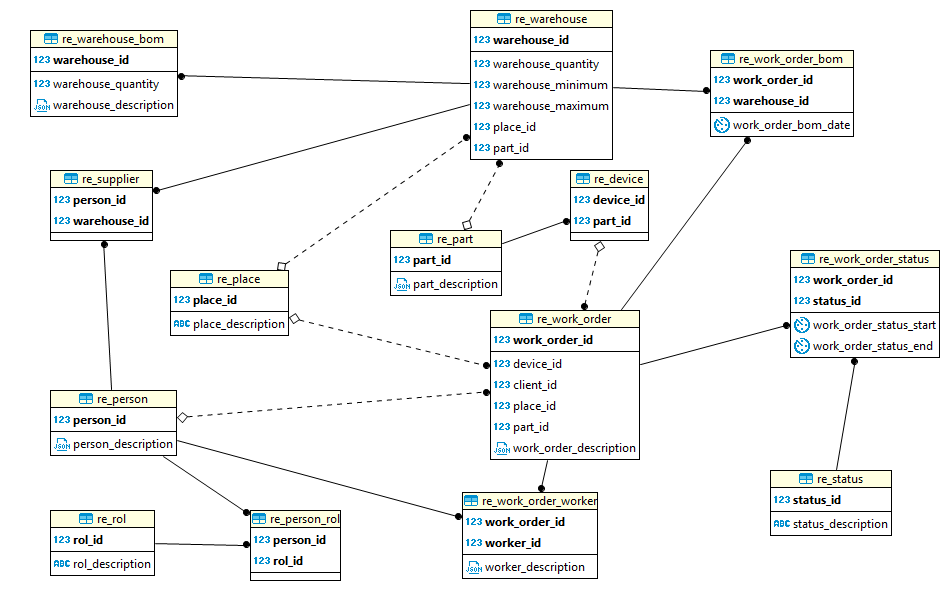 re_warehouse
123 warehouse_id
123 warehouse_quantity
123 warehouse_minimum
123 warehouse_maximum
123 place_id
123 part_id
re_warehouse_bom
123 warehouse_id
123 warehouse_quantity
JSON warehouse_description
re_work_order_bom
123 work_order_id
123 warehouse_id
work_order_bom_date
re_supplier
123 person_id
123 warehouse_id
re_device
123 device_id
123 part_id
re_part
123 part_id
JSON part_description
re_place
123 place_id
ABC place_description
re_work_order_status
123 work_order_id
123 status_id
work_order_status_start
work_order_status_end
re_work_order
123 work_order_id
123 device_id
123 client_id
123 place_id
123 part_id
JSON work_order_description
re_person
123 person_id
JSON person_description
re_status
123 status_id
ABC status_description
re_rol
123 rol_id
ABC rol_description
re_person_rol
123 person_id
123 rol_id
re_work_order_worker
123 work_order_id
123 worker_id
JSON worker_description